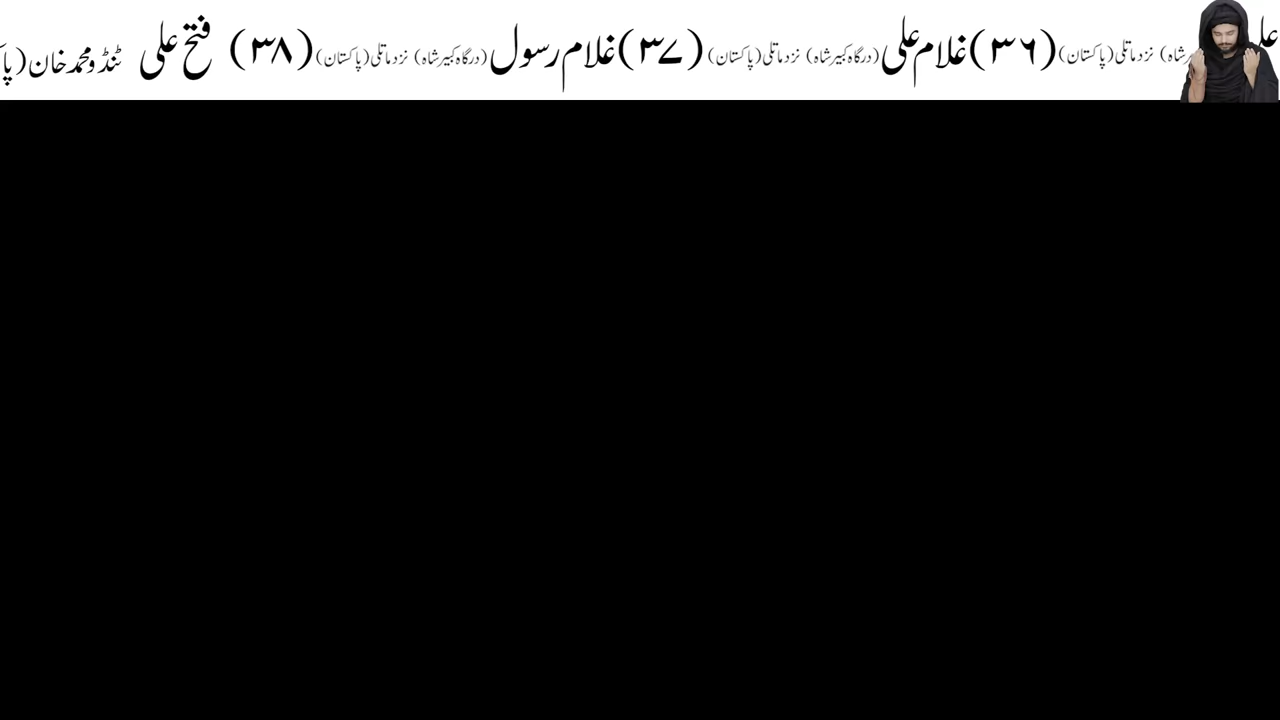 (۳۶) غلام علی (درگاہ کبیر شاہ) نزد ماتلی (پاکستان) (۳۷) غلام رسول (درگاہ کبیر شاہ) نزد ماتلی (پاکستان) (۳۸) فتح علی ٹنڈو محمد خان (پا